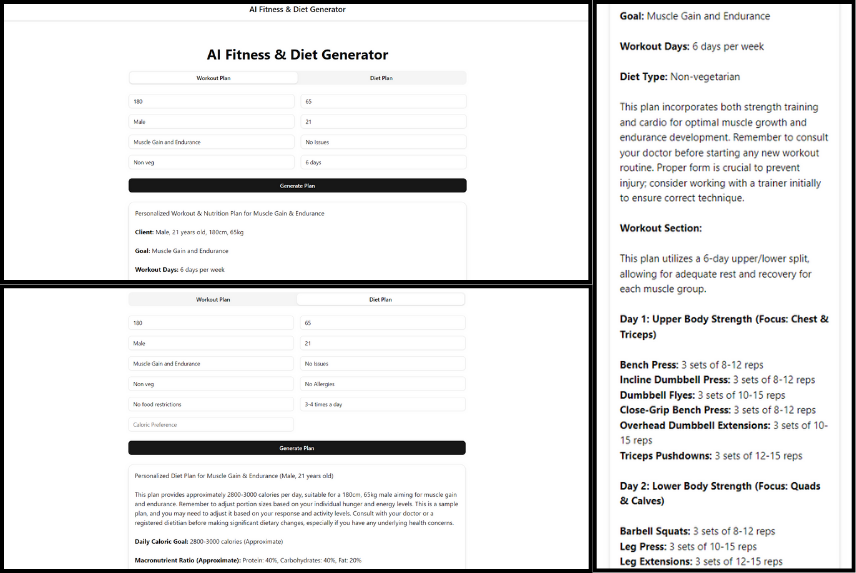 AI Fitness & Diet Generator
AI Fitness & Diet Generator
Workout Plan
Diet Plan
180
65
Male
21
Muscle Gain and Endurance
No Issues
Non veg
6 days
Generate Plan
Personalized Workout & Nutrition Plan for Muscle Gain & Endurance
Client: Male, 21 years old, 180cm, 65kg
Goal: Muscle Gain and Endurance
Workout Days: 6 days per week
Workout Plan
Diet Plan
180
65
Male
21
Muscle Gain and Endurance
No Issues
Non veg
No Allergies
No food restrictions
3-4 times a day
Caloric Preference
Generate Plan
Personalized Diet Plan for Muscle Gain & Endurance (Male, 21 years old)
This plan provides approximately 2800-3000 calories per day, suitable for a 180cm, 65kg male aiming for muscle gain
and endurance. Remember to adjust portion sizes based on your individual hunger and energy levels. This is a sample
plan, and you may need to adjust it based on your response and activity levels. Consult with your doctor or a
registered dietitian before making significant dietary changes, especially if you have any underlying health concerns.
Daily Caloric Goal: 2800-3000 calories (Approximate)
Macronutrient Ratio (Approximate): Protein: 40%, Carbohydrates: 40%, Fat: 20%
Goal: Muscle Gain and Endurance
Workout Days: 6 days per week
Diet Type: Non-vegetarian
This plan incorporates both strength training
and cardio for optimal muscle growth and
endurance development. Remember to consult
your doctor before starting any new workout
routine. Proper form is crucial to prevent
injury; consider working with a trainer initially
to ensure correct technique.
Workout Section:
This plan utilizes a 6-day upper/lower split,
allowing for adequate rest and recovery for
each muscle group.
Day 1: Upper Body Strength (Focus: Chest &
Triceps)
Bench Press: 3 sets of 8-12 reps
Incline Dumbbell Press: 3 sets of 8-12 reps
Dumbbell Flyes: 3 sets of 10-15 reps
Close-Grip Bench Press: 3 sets of 8-12 reps
Overhead Dumbbell Extensions: 3 sets of 10-
15 reps
Triceps Pushdowns: 3 sets of 12-15 reps
Day 2: Lower Body Strength (Focus: Quads
& Calves)
Barbell Squats: 3 sets of 8-12 reps
Leg Press: 3 sets of 10-15 reps
Leg Extensions: 3 sets of 12-15 reps